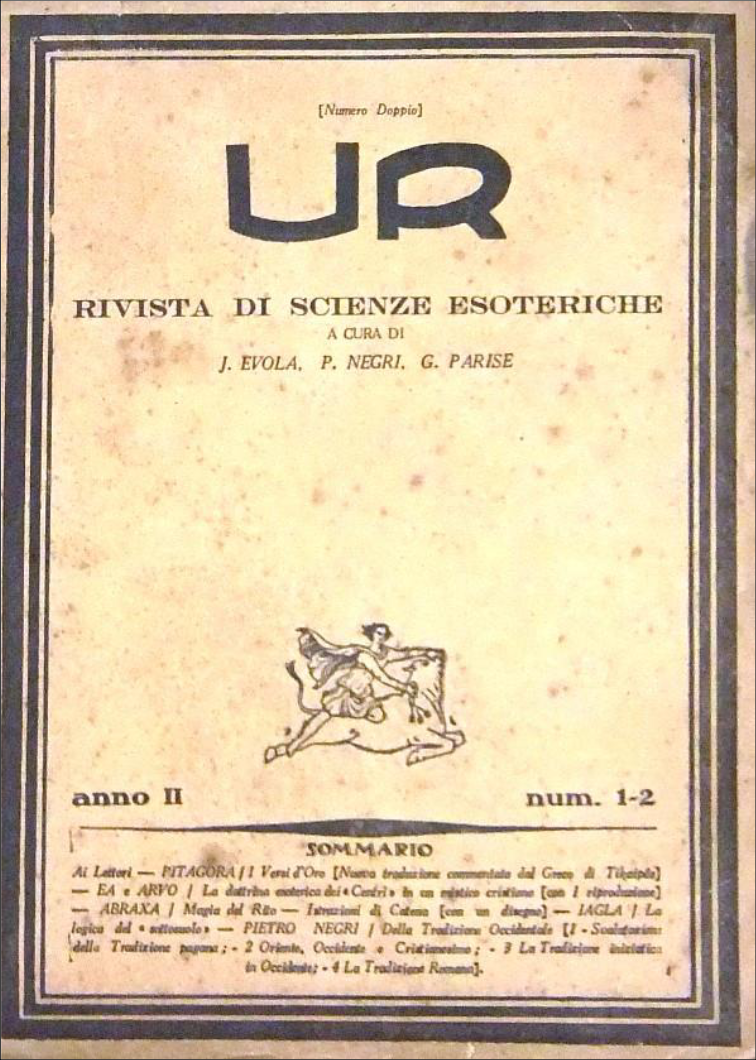 [Numero Doppio]
UR
RIVISTA DI SCIENZE ESOTERICHE
A CURA DI
J. EVOLA, P. NEGRI, G. PARISE
anno II num. 1-2
SOMMARIO
Ai Lettori — PITAGORA / I Versi d'Oro [Nuova traduzione commentata dal Greco di Tikaipôs]
— EA e ARVO / La dottrina esoterica dei «Centri» in un mistico cristiano [con 1 riproduzione]
— ABRAXA / Magia del Rito — Istruzioni di Catena [con un disegno] — IAGLA / La
logica del « sottosuolo » — PIETRO NEGRI / Della Tradizione Occidentale [1 -
della Tradizione pagana ; - 2 Oriente, Occidente e Cristianesimo ; - 3 La Tradizione iniziatica
in Occidente; - 4 La Tradizione Romana].